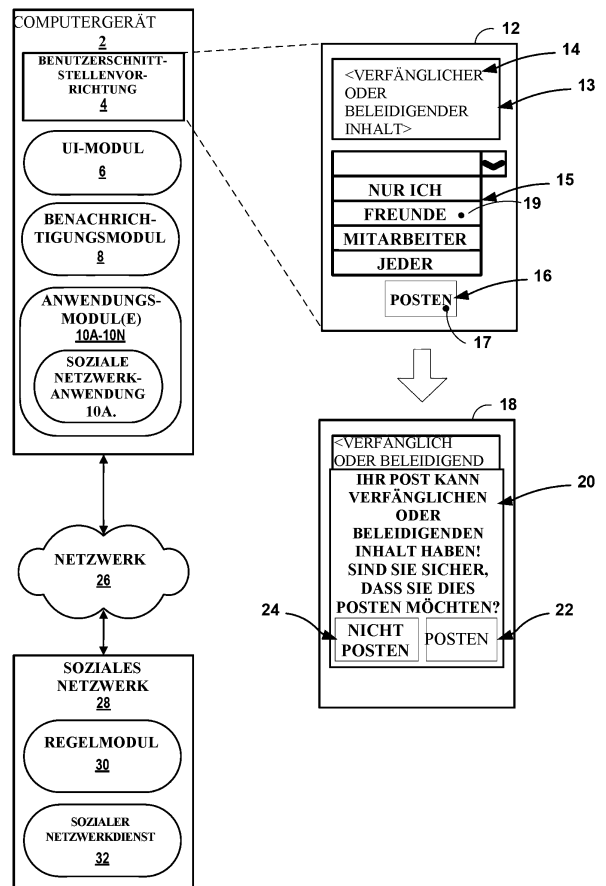 COMPUTERGERÄT
2
BENUTZERSCHNITT-
STELLENVOR-
RICHTUNG
4
UI-MODUL
6
BENACHRICH-
TIGUNGSMODUL
8
ANWENDUNGS-
MODUL(E)
10A-10N
SOZIALE
NETZWERK-
ANWENDUNG
10A.
NETZWERK
26
SOZIALES
NETZWERK
28
REGELMODUL
30
SOZIALER
NETZWERKDIENST
32
12
14
<VERFÄNGLICHER
ODER
BELEIDIGENDER
INHALT>
13
NUR ICH
15
FREUNDE
19
MITARBEITER
JEDER
16
POSTEN
17
18
<VERFÄNGLICH
ODER BELEIDIGEND
IHR POST KANN
VERFÄNGLICHEN
ODER
BELEIDIGENDEN
INHALT HABEN!
SIND SIE SICHER,
DASS SIE DIES
POSTEN MÖCHTEN?
20
24
NICHT
POSTEN
POSTEN
22